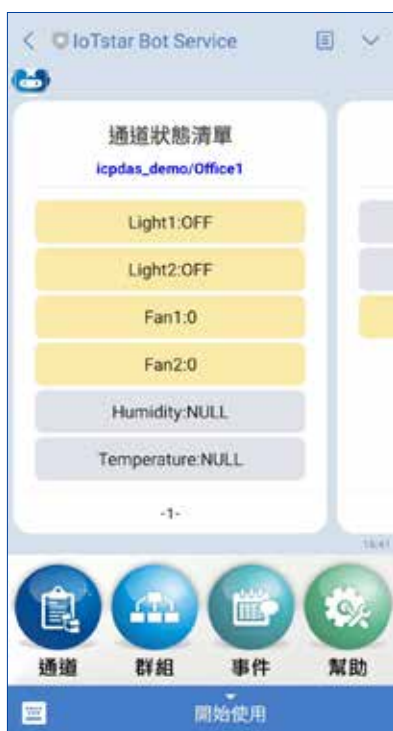 IoTstar Bot Service
通道狀態清單
icpdas_demo/Office1
Light1:OFF
Light2:OFF
Fan1:0
Fan2:0
Humidity:NULL
Temperature:NULL
-1-
通道
群組
事件
幫助
開始使用